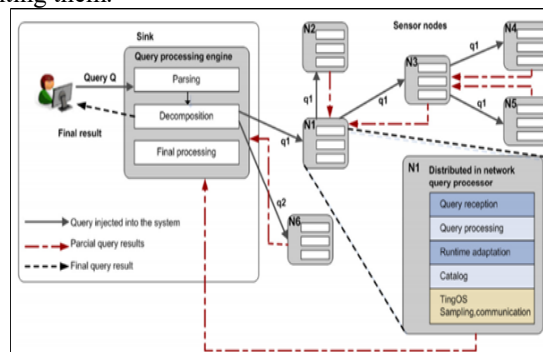 iting them.
Sink
Query processing engine
Query Q
Parsing
Decomposition
Final processing
Final result
Query injected into the system
Parcial query results
Final query result
Sensor nodes
N2
N4
N3
N5
N1
N6
q1
q1
q1
q1
q1
q2
N1
Distributed in network
query processor
Query reception
Query processing
Runtime adaptation
Catalog
TingOS
Sampling,communication